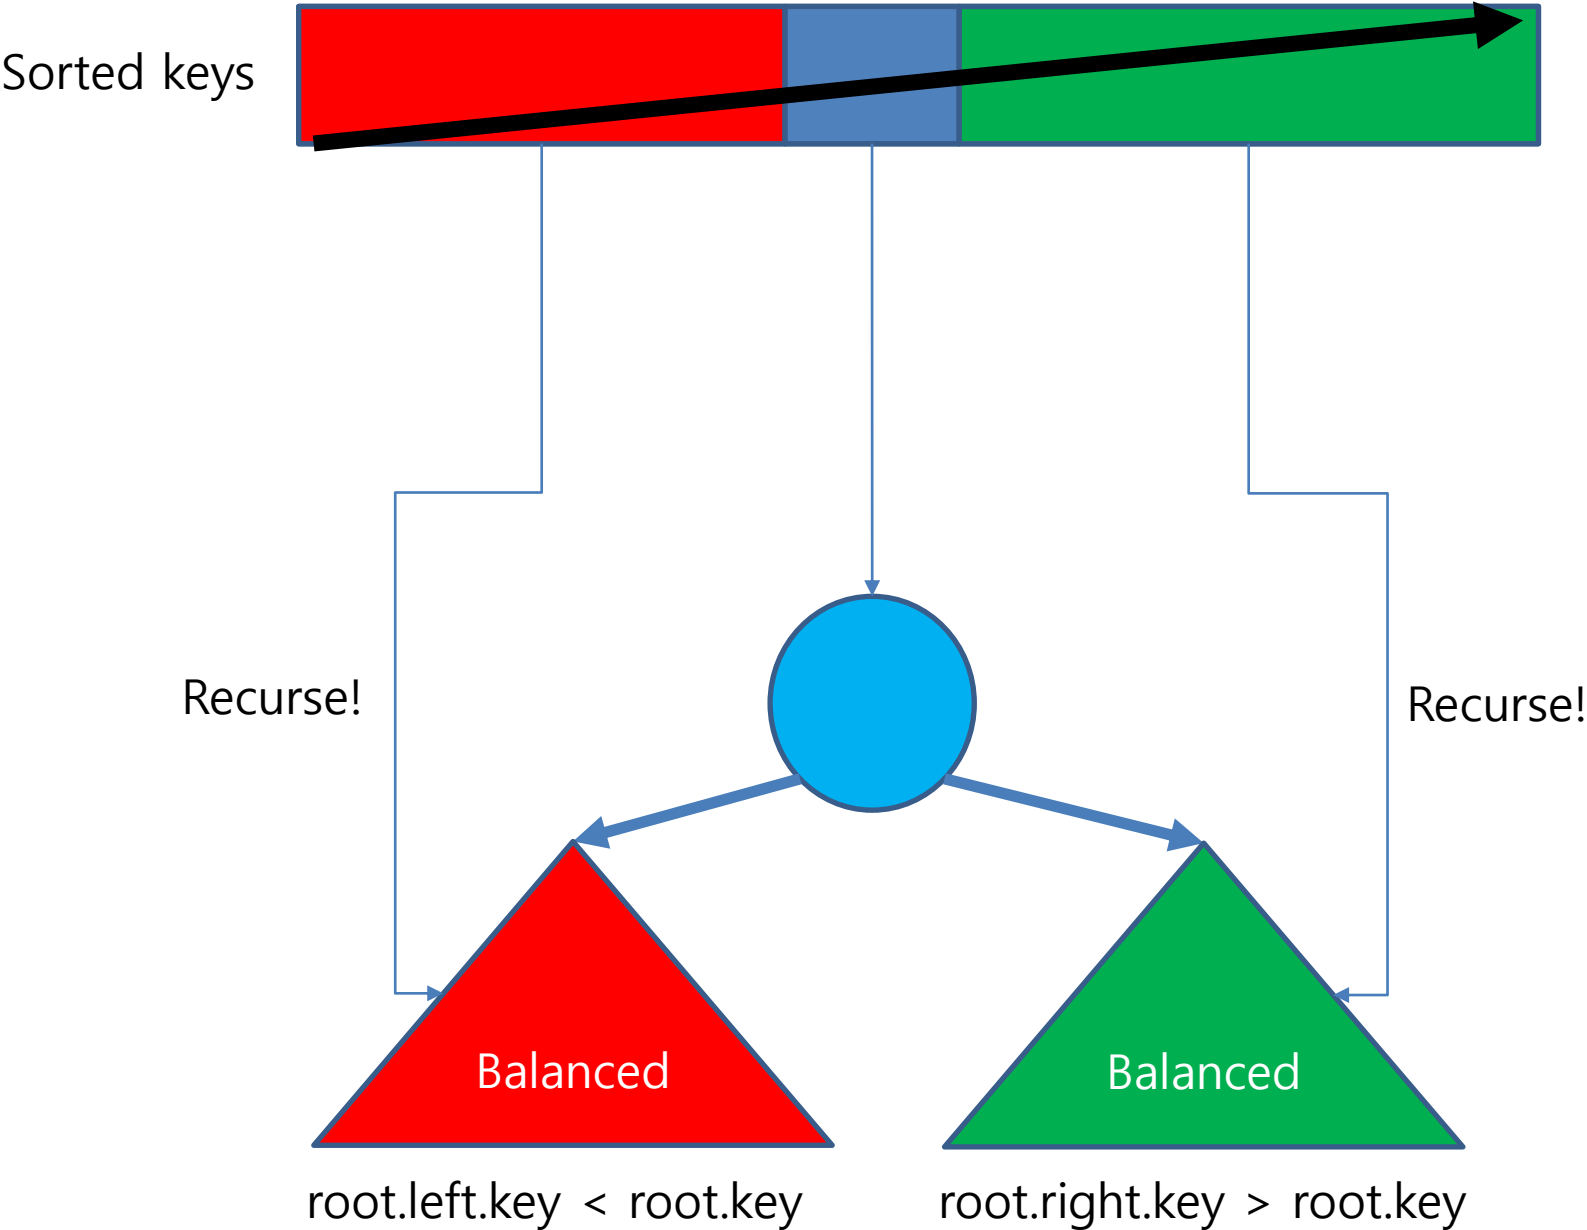 Sorted keys
Recurse!
Recurse!
Balanced
Balanced
root.left.key < root.key
root.right.key > root.key